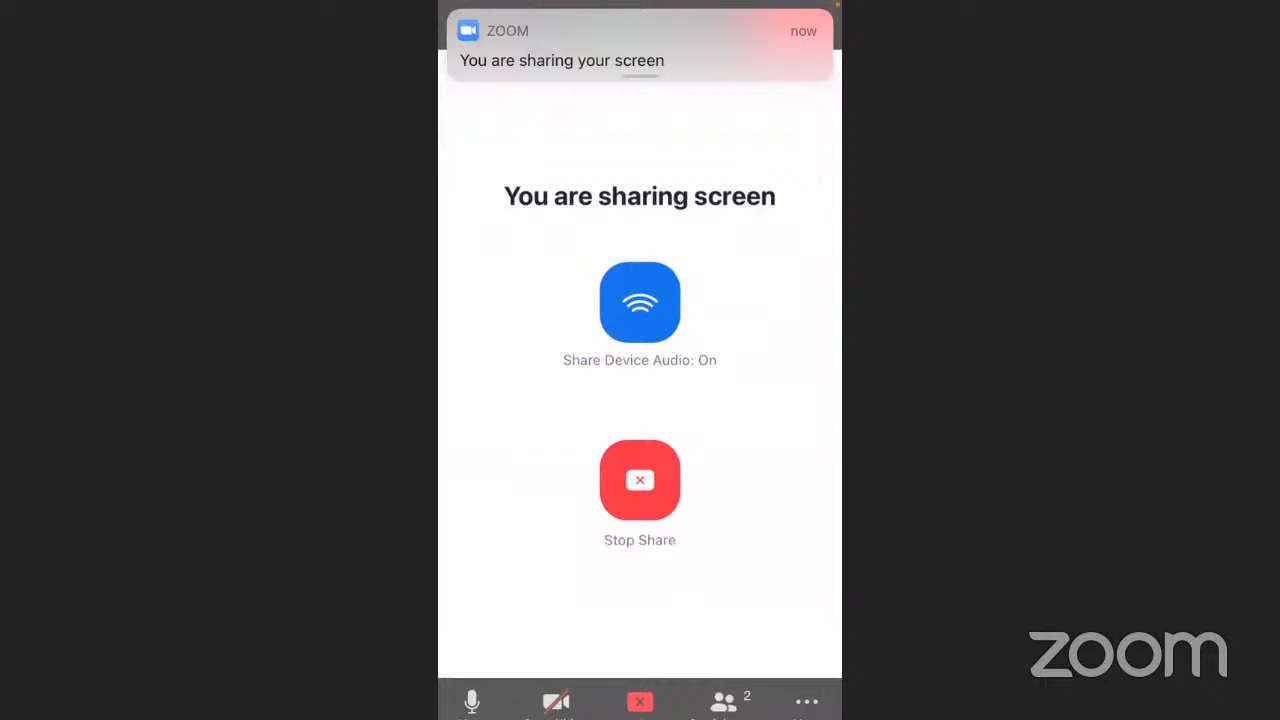 ZOOM
now
You are sharing your screen
You are sharing screen
Share Device Audio: On
Stop Share
2
zoom